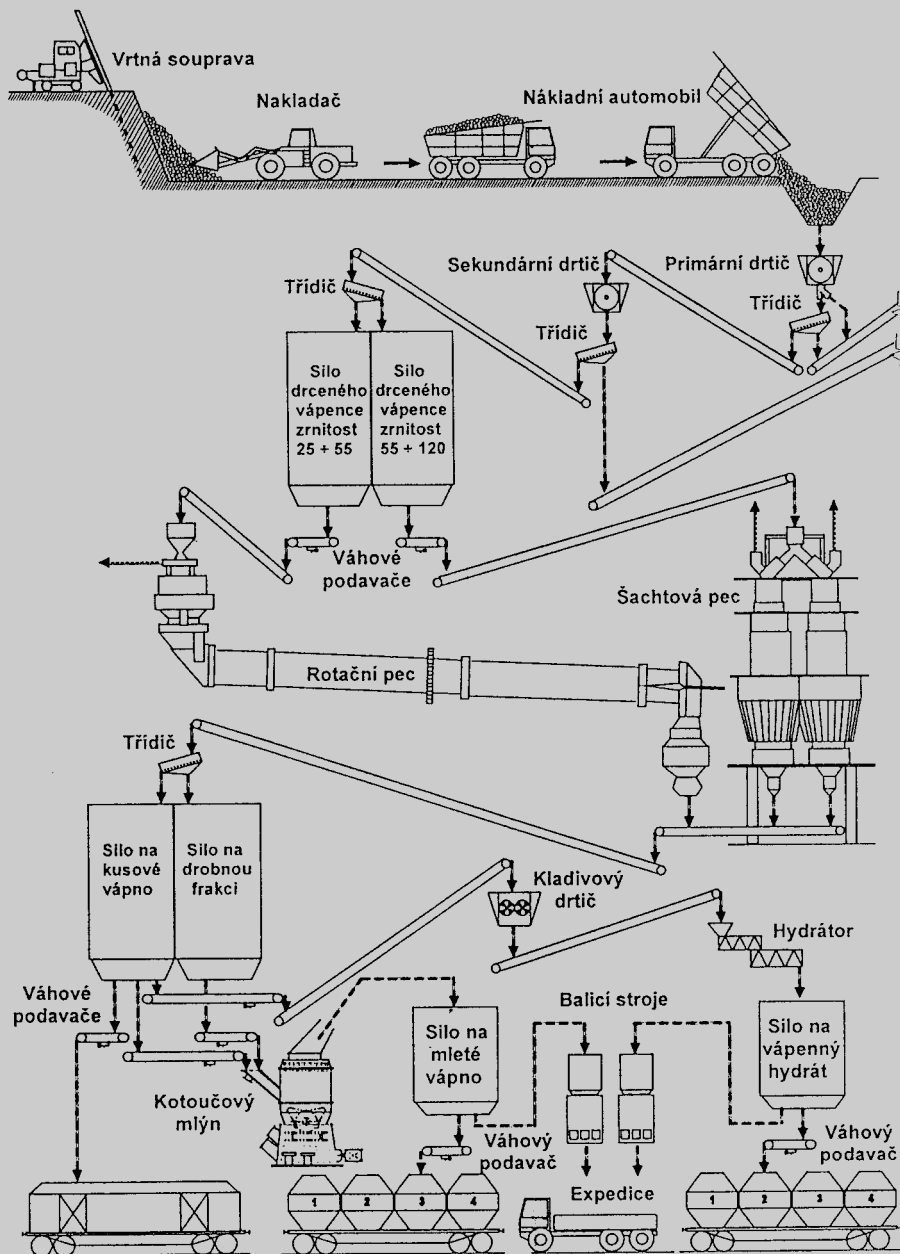 Vrtná souprava
Nakladač
Nákladní automobil
Sekundární drtič
Primární drtič
Třídič
Třídič
Třídič
Silo
drceného
vápence
zrnitost
25 ÷ 55
Silo
drceného
vápence
zrnitost
55 ÷ 120
Váhové
podavače
Šachtová pec
Rotační pec
Třídič
Silo na
kusové
vápno
Silo na
drobnou
frakci
Kladivový
drtič
Hydrátor
Váhové
podavače
Balicí stroje
Silo na
mleté
vápno
Silo na
vápenný
hydrát
Kotoučový
mlýn
Váhový
podavač
Váhový
podavač
Expedice
1 2 3 4
1 2 3 4